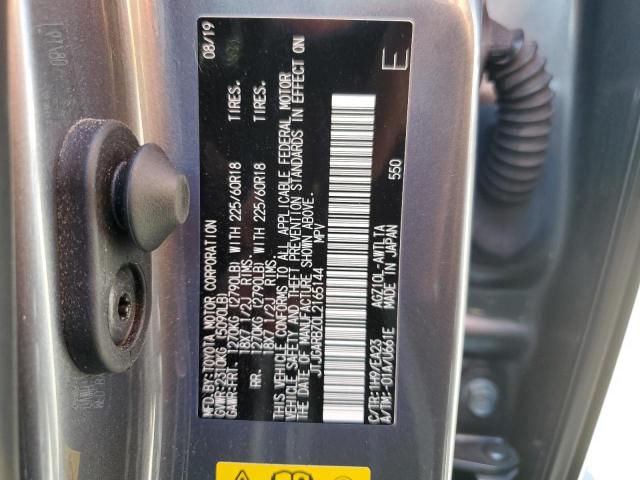 MFD.BY:TOYOTA MOTOR CORPORATION 08/19
GVWR:2310KG (5090LB)
GAWR:FRT. 1270KG (2790LB) WITH 225/60R18 TIRES.
18X7 1/2J RIMS.
RR. 1270KG (2790LB) WITH 225/60R18 TIRES.
18X7 1/2J RIMS.
THIS VEHICLE CONFORMS TO ALL APPLICABLE FEDERAL MOTOR
VEHICLE SAFETY AND THEFT PREVENTION STANDARDS IN EFFECT ON
THE DATE OF MANUFACTURE SHOWN ABOVE.
JTJGARBZ0L2165144 MPV
C/TR:1H9/EA23 AGZ10L-AWTLTA 550
A/TM:-01A/U661E MADE IN JAPAN
E